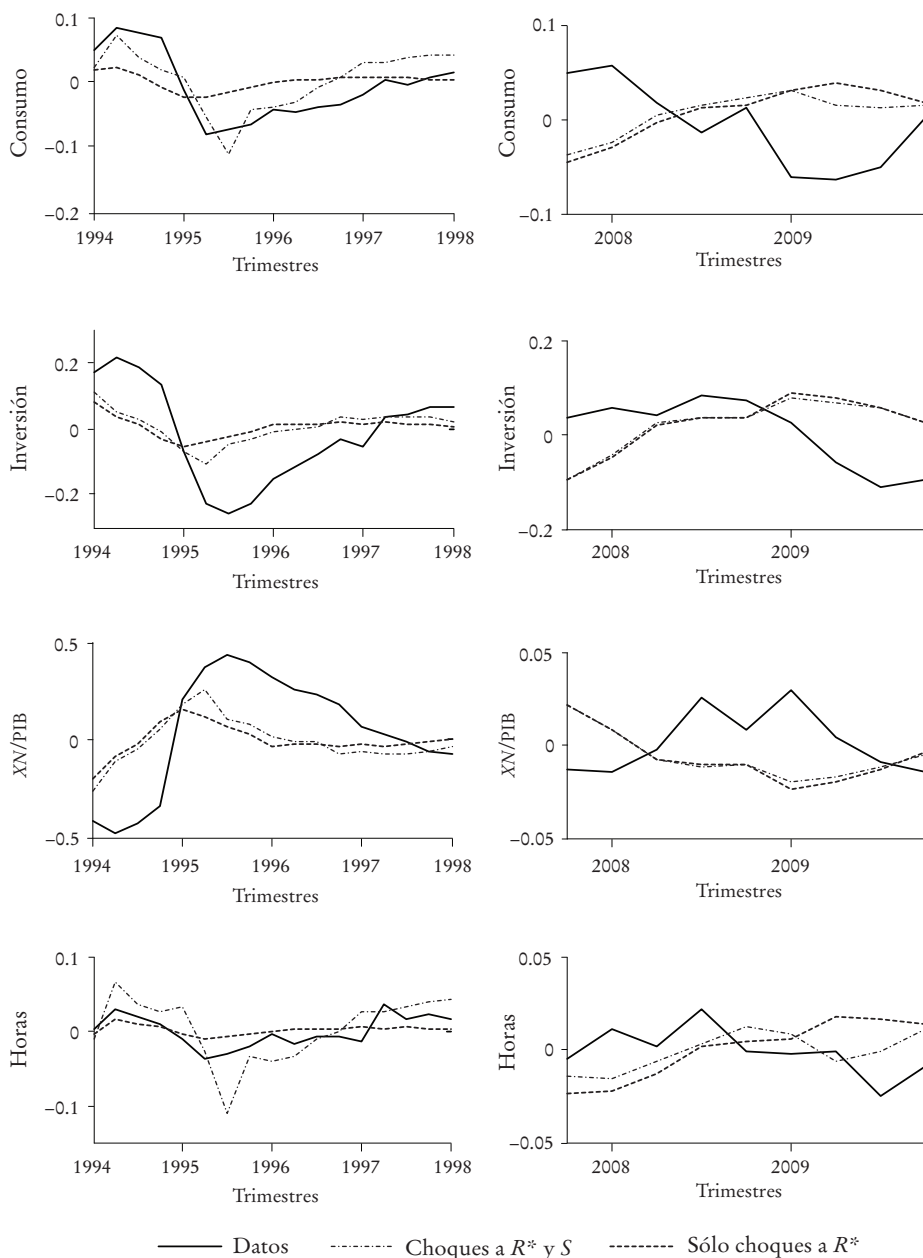 Consumo
0.1
0
−0.1
−0.2
1994 1995 1996 1997 1998
Trimestres
Consumo
0.1
0
−0.1
2008 2009
Trimestres
Inversión
0.2
0
−0.2
1994 1995 1996 1997 1998
Trimestres
Inversión
0.2
0
−0.2
2008 2009
Trimestres
XN/PIB
0.5
0
−0.5
1994 1995 1996 1997 1998
Trimestres
XN/PIB
0.05
0
−0.05
2008 2009
Trimestres
Horas
0.1
0
−0.1
1994 1995 1996 1997 1998
Trimestres
Horas
0.05
0
−0.05
2008 2009
Trimestres
Datos Choques a R* y S Sólo choques a R*